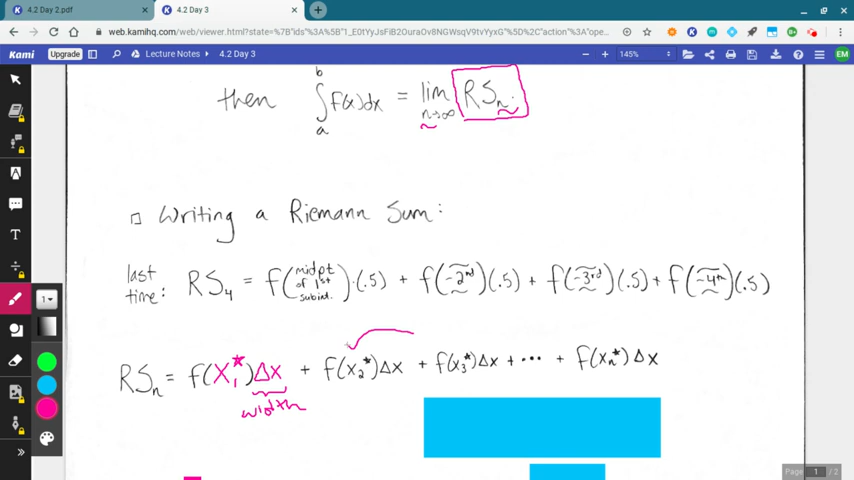 4.2 Day 2.pdf
4.2 Day 3
web.kamihq.com/web/viewer.html?state=%7B"ids"%3A%5B"1_E0tYyJsFiB2OuraOv8NGWsqV9tvYyxG"%5D%2C"action"%3A"ope...
Kami Upgrade Lecture Notes 4.2 Day 3 145% EM
then ∫ₐᵇ f(x)dx = lim n→∞ RSₙ.
□ Writing a Riemann Sum:
last time: RS₄ = f(midpt of 1st subid.)·(.5) + f(-2nd)(.5) + f(-3rd)(.5) + f(-4th)(.5)
RSₙ = f(x₁*)Δx + f(x₂*)Δx + f(x₃*)Δx + ··· + f(xₙ*)Δx
width
Page 1 / 2